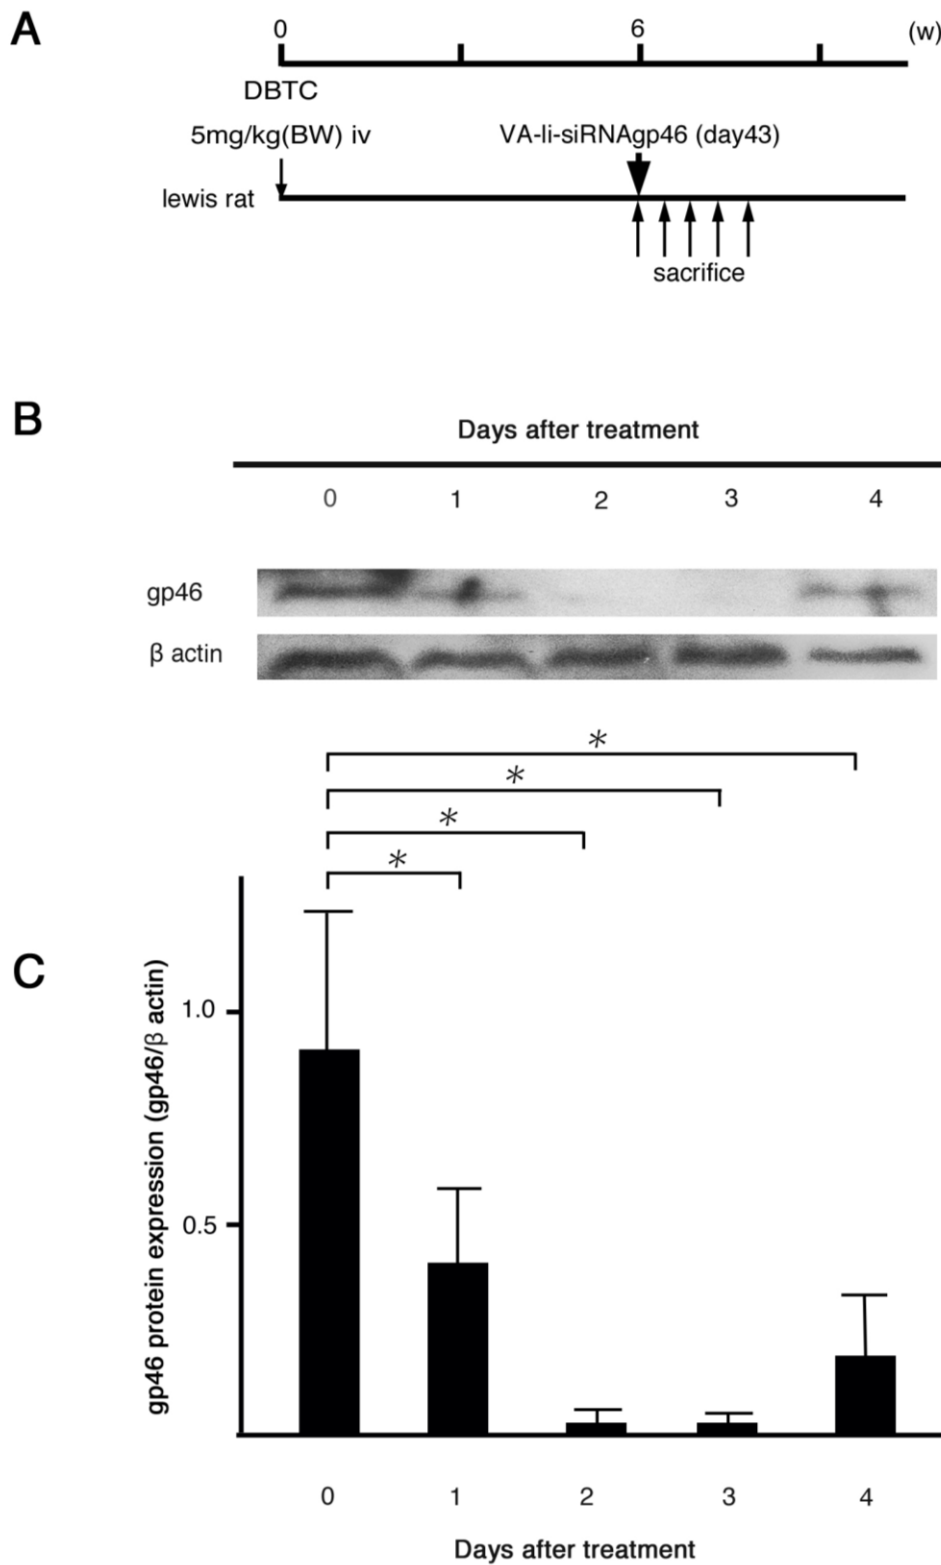 A
0 6 (w)
DBTC
5mg/kg(BW) iv VA-li-siRNAgp46 (day43)
lewis rat
sacrifice
B
Days after treatment
0 1 2 3 4
gp46
β actin
*
*
*
*
C
gp46 protein expression (gp46/β actin)
1.0
0.5
0 1 2 3 4
Days after treatment